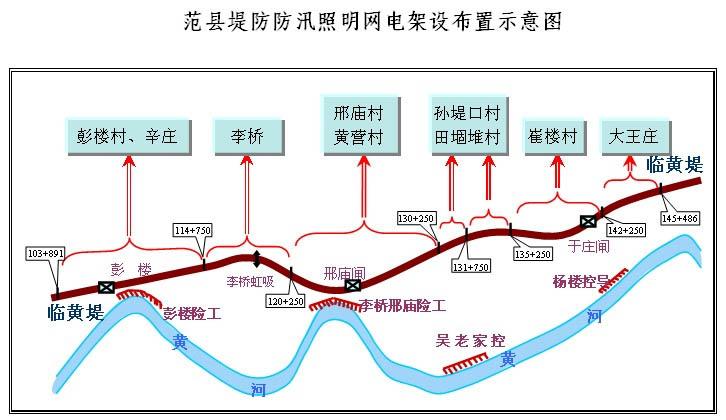 范县堤防防汛照明网电架设布置示意图
彭楼村、辛庄
李桥
邢庙村
黄营村
孙堤口村
田堌堆村
崔楼村
大王庄
临黄堤
103+891
114+750
120+250
130+250
131+750
135+250
142+250
145+486
彭楼
李桥虹吸
邢庙闸
于庄闸
临黄堤
彭楼险工
李桥邢庙险工
吴老家控
杨楼控导
黄
河
黄
河